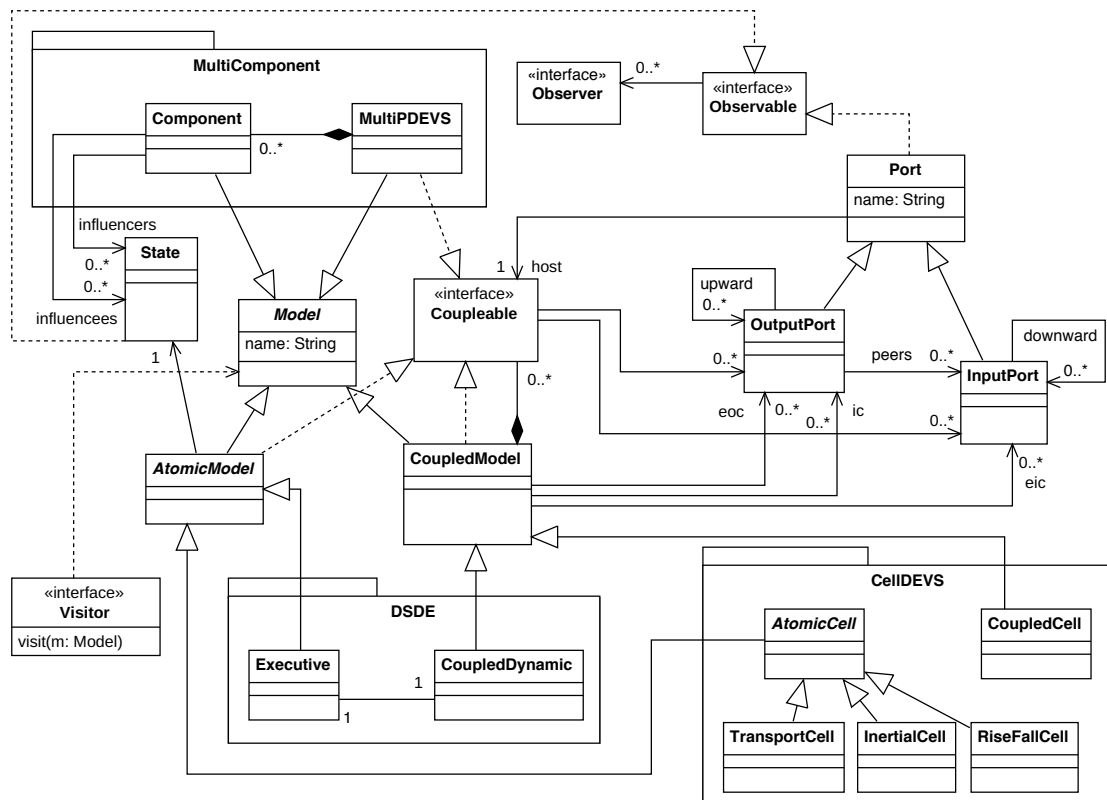 MultiComponent
Component
MultiPDEVS
0..*
«interface»
Observer
0..*
«interface»
Observable
Port
name: String
influencers
0..*
State
0..*
influencees
1
Model
name: String
1
host
«interface»
Coupleable
0..*
upward
0..*
OutputPort
0..*
peers
0..*
downward
0..*
InputPort
0..*
eoc
0..*
ic
0..*
0..*
eic
AtomicModel
CoupledModel
«interface»
Visitor
visit(m: Model)
DSDE
Executive
CoupledDynamic
1
1
CellDEVS
AtomicCell
CoupledCell
TransportCell
InertialCell
RiseFallCell